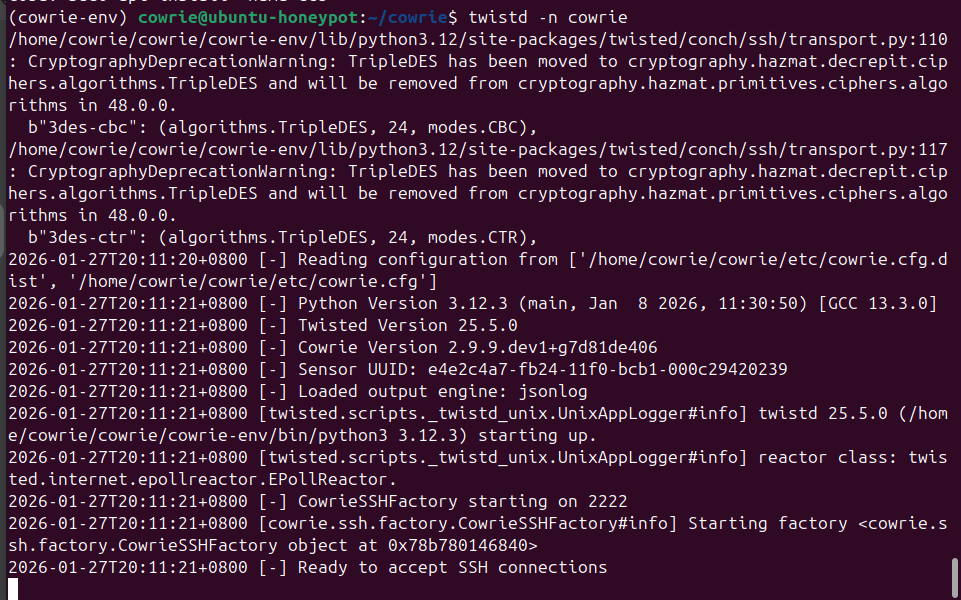 (cowrie-env) cowrie@ubuntu-honeypot:~/cowrie$ twistd -n cowrie
/home/cowrie/cowrie/cowrie-env/lib/python3.12/site-packages/twisted/conch/ssh/transport.py:110
: CryptographyDeprecationWarning: TripleDES has been moved to cryptography.hazmat.decrepit.cip
hers.algorithms.TripleDES and will be removed from cryptography.hazmat.primitives.ciphers.algo
rithms in 48.0.0.
  b"3des-cbc": (algorithms.TripleDES, 24, modes.CBC),
/home/cowrie/cowrie/cowrie-env/lib/python3.12/site-packages/twisted/conch/ssh/transport.py:117
: CryptographyDeprecationWarning: TripleDES has been moved to cryptography.hazmat.decrepit.cip
hers.algorithms.TripleDES and will be removed from cryptography.hazmat.primitives.ciphers.algo
rithms in 48.0.0.
  b"3des-ctr": (algorithms.TripleDES, 24, modes.CTR),
2026-01-27T20:11:20+0800 [-] Reading configuration from ['/home/cowrie/cowrie/etc/cowrie.cfg.d
ist', '/home/cowrie/cowrie/etc/cowrie.cfg']
2026-01-27T20:11:21+0800 [-] Python Version 3.12.3 (main, Jan  8 2026, 11:30:50) [GCC 13.3.0]
2026-01-27T20:11:21+0800 [-] Twisted Version 25.5.0
2026-01-27T20:11:21+0800 [-] Cowrie Version 2.9.9.dev1+g7d81de406
2026-01-27T20:11:21+0800 [-] Sensor UUID: e4e2c4a7-fb24-11f0-bcb1-000c29420239
2026-01-27T20:11:21+0800 [-] Loaded output engine: jsonlog
2026-01-27T20:11:21+0800 [twisted.scripts._twistd_unix.UnixAppLogger#info] twistd 25.5.0 (/hom
e/cowrie/cowrie/cowrie-env/bin/python3 3.12.3) starting up.
2026-01-27T20:11:21+0800 [twisted.scripts._twistd_unix.UnixAppLogger#info] reactor class: twis
ted.internet.epollreactor.EPollReactor.
2026-01-27T20:11:21+0800 [-] CowrieSSHFactory starting on 2222
2026-01-27T20:11:21+0800 [cowrie.ssh.factory.CowrieSSHFactory#info] Starting factory <cowrie.s
sh.factory.CowrieSSHFactory object at 0x78b780146840>
2026-01-27T20:11:21+0800 [-] Ready to accept SSH connections